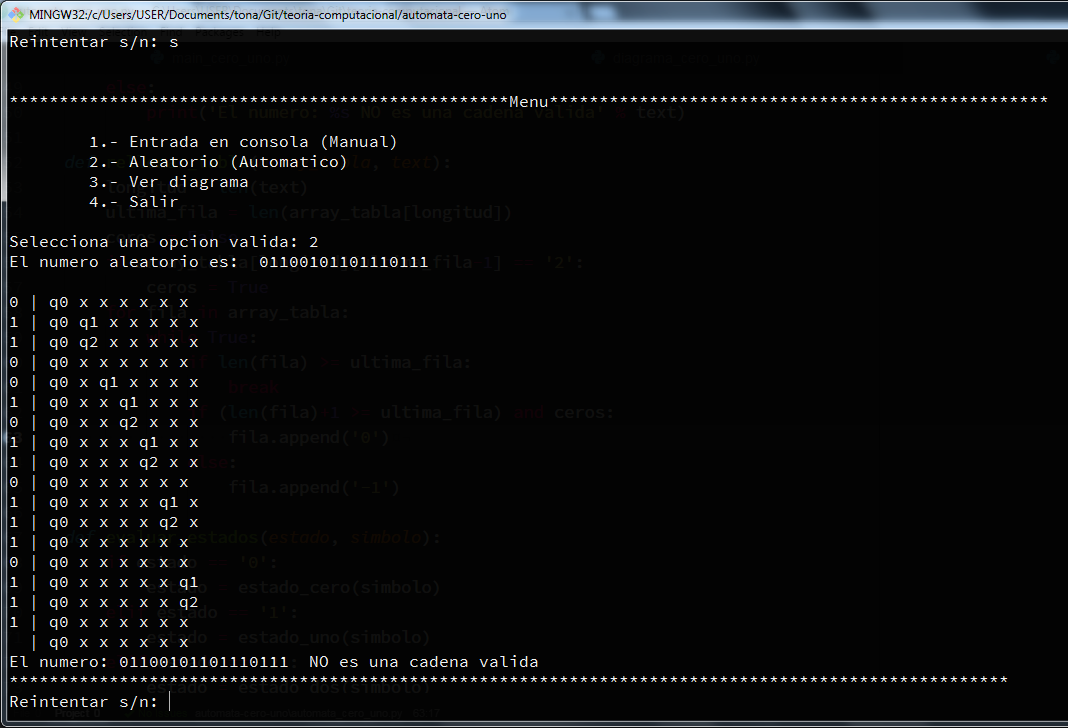 MINGW32:/c/Users/USER/Documents/tona/Git/teoria-computacional/automata-cero-uno
Reintentar s/n: s
**************************************************Menu**************************************************
1.- Entrada en consola (Manual)
2.- Aleatorio (Automatico)
3.- Ver diagrama
4.- Salir
Selecciona una opcion valida: 2
El numero aleatorio es:  01100101101110111
0 | q0 x x x x x x
1 | q0 q1 x x x x x
1 | q0 q2 x x x x x
0 | q0 x x x x x x
0 | q0 x q1 x x x x
1 | q0 x x q1 x x x
0 | q0 x x q2 x x x
1 | q0 x x x q1 x x
1 | q0 x x x q2 x x
0 | q0 x x x x x x
1 | q0 x x x x q1 x
1 | q0 x x x x q2 x
1 | q0 x x x x x x
0 | q0 x x x x x x
1 | q0 x x x x x q1
1 | q0 x x x x x q2
1 | q0 x x x x x x
| q0 x x x x x x
El numero: 01100101101110111  NO es una cadena valida
****************************************************************************************************
Reintentar s/n: